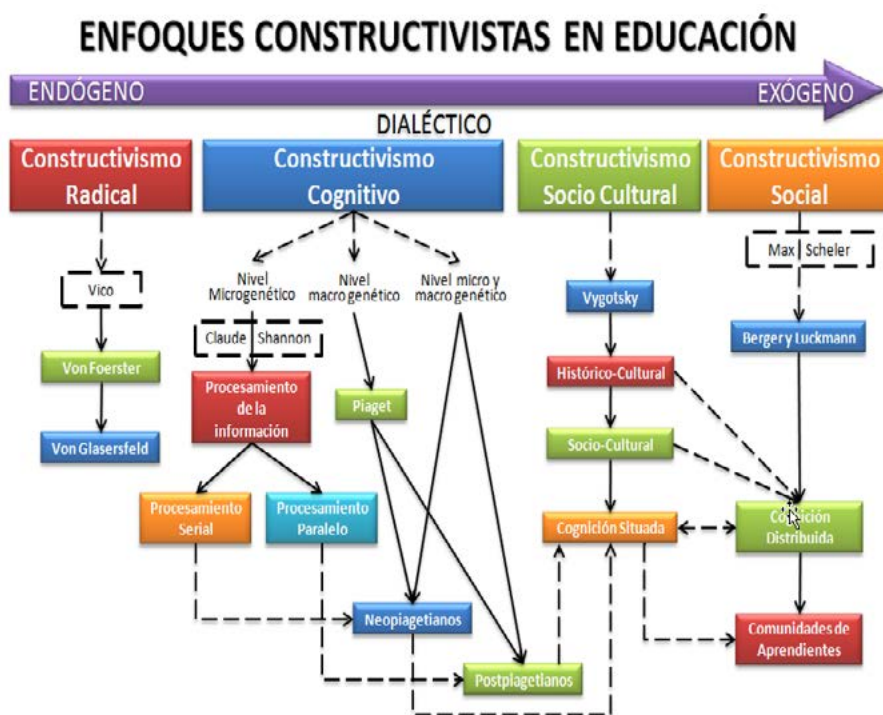 ENFOQUES CONSTRUCTIVISTAS EN EDUCACIÓN
ENDÓGENO
EXÓGENO
DIALÉCTICO
Constructivismo
Radical
Constructivismo
Cognitivo
Constructivismo
Socio Cultural
Constructivismo
Social
Vico
Von Foerster
Von Glasersfeld
Nivel
Microgenético
Nivel
macro genético
Nivel micro y
macro genético
Claude Shannon
Procesamiento
de la
información
Piaget
Procesamiento
Serial
Procesamiento
Paralelo
Neopiagetianos
Postpiagetianos
Vygotsky
Histórico-Cultural
Socio-Cultural
Cognición Situada
Max Scheler
Berger y Luckmann
Cognición
Distribuida
Comunidades de
Aprendientes